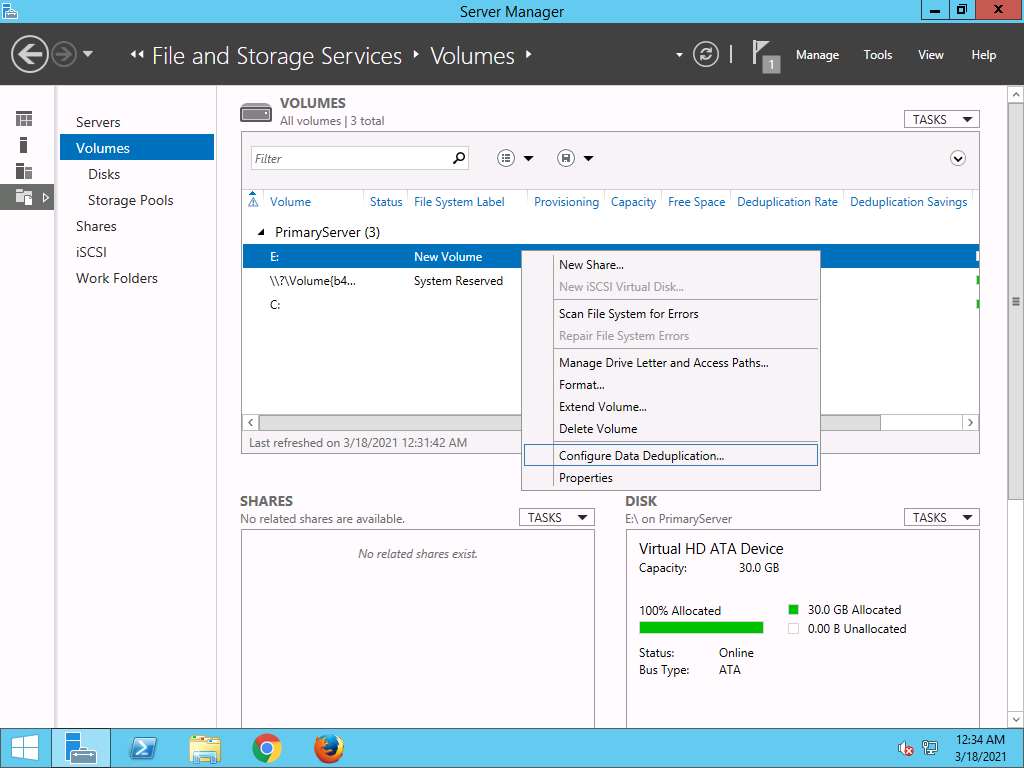 Server Manager
File and Storage Services
Volumes
1
Manage
Tools
View
Help
Servers
Volumes
Disks
Storage Pools
Shares
iSCSI
Work Folders
VOLUMES
All volumes | 3 total
TASKS
Filter
Volume Status File System Label Provisioning Capacity Free Space Deduplication Rate Deduplication Savings
PrimaryServer (3)
E: New Volume
\\?\Volume{b4... System Reserved
C:
Last refreshed on 3/18/2021 12:31:42 AM
New Share...
New iSCSI Virtual Disk...
Scan File System for Errors
Repair File System Errors
Manage Drive Letter and Access Paths...
Format...
Extend Volume...
Delete Volume
Configure Data Deduplication...
Properties
SHARES
No related shares are available.
TASKS
No related shares exist.
DISK
E:\ on PrimaryServer
TASKS
Virtual HD ATA Device
Capacity: 30.0 GB
100% Allocated
30.0 GB Allocated
0.00 B Unallocated
Status: Online
Bus Type: ATA
12:34 AM
3/18/2021